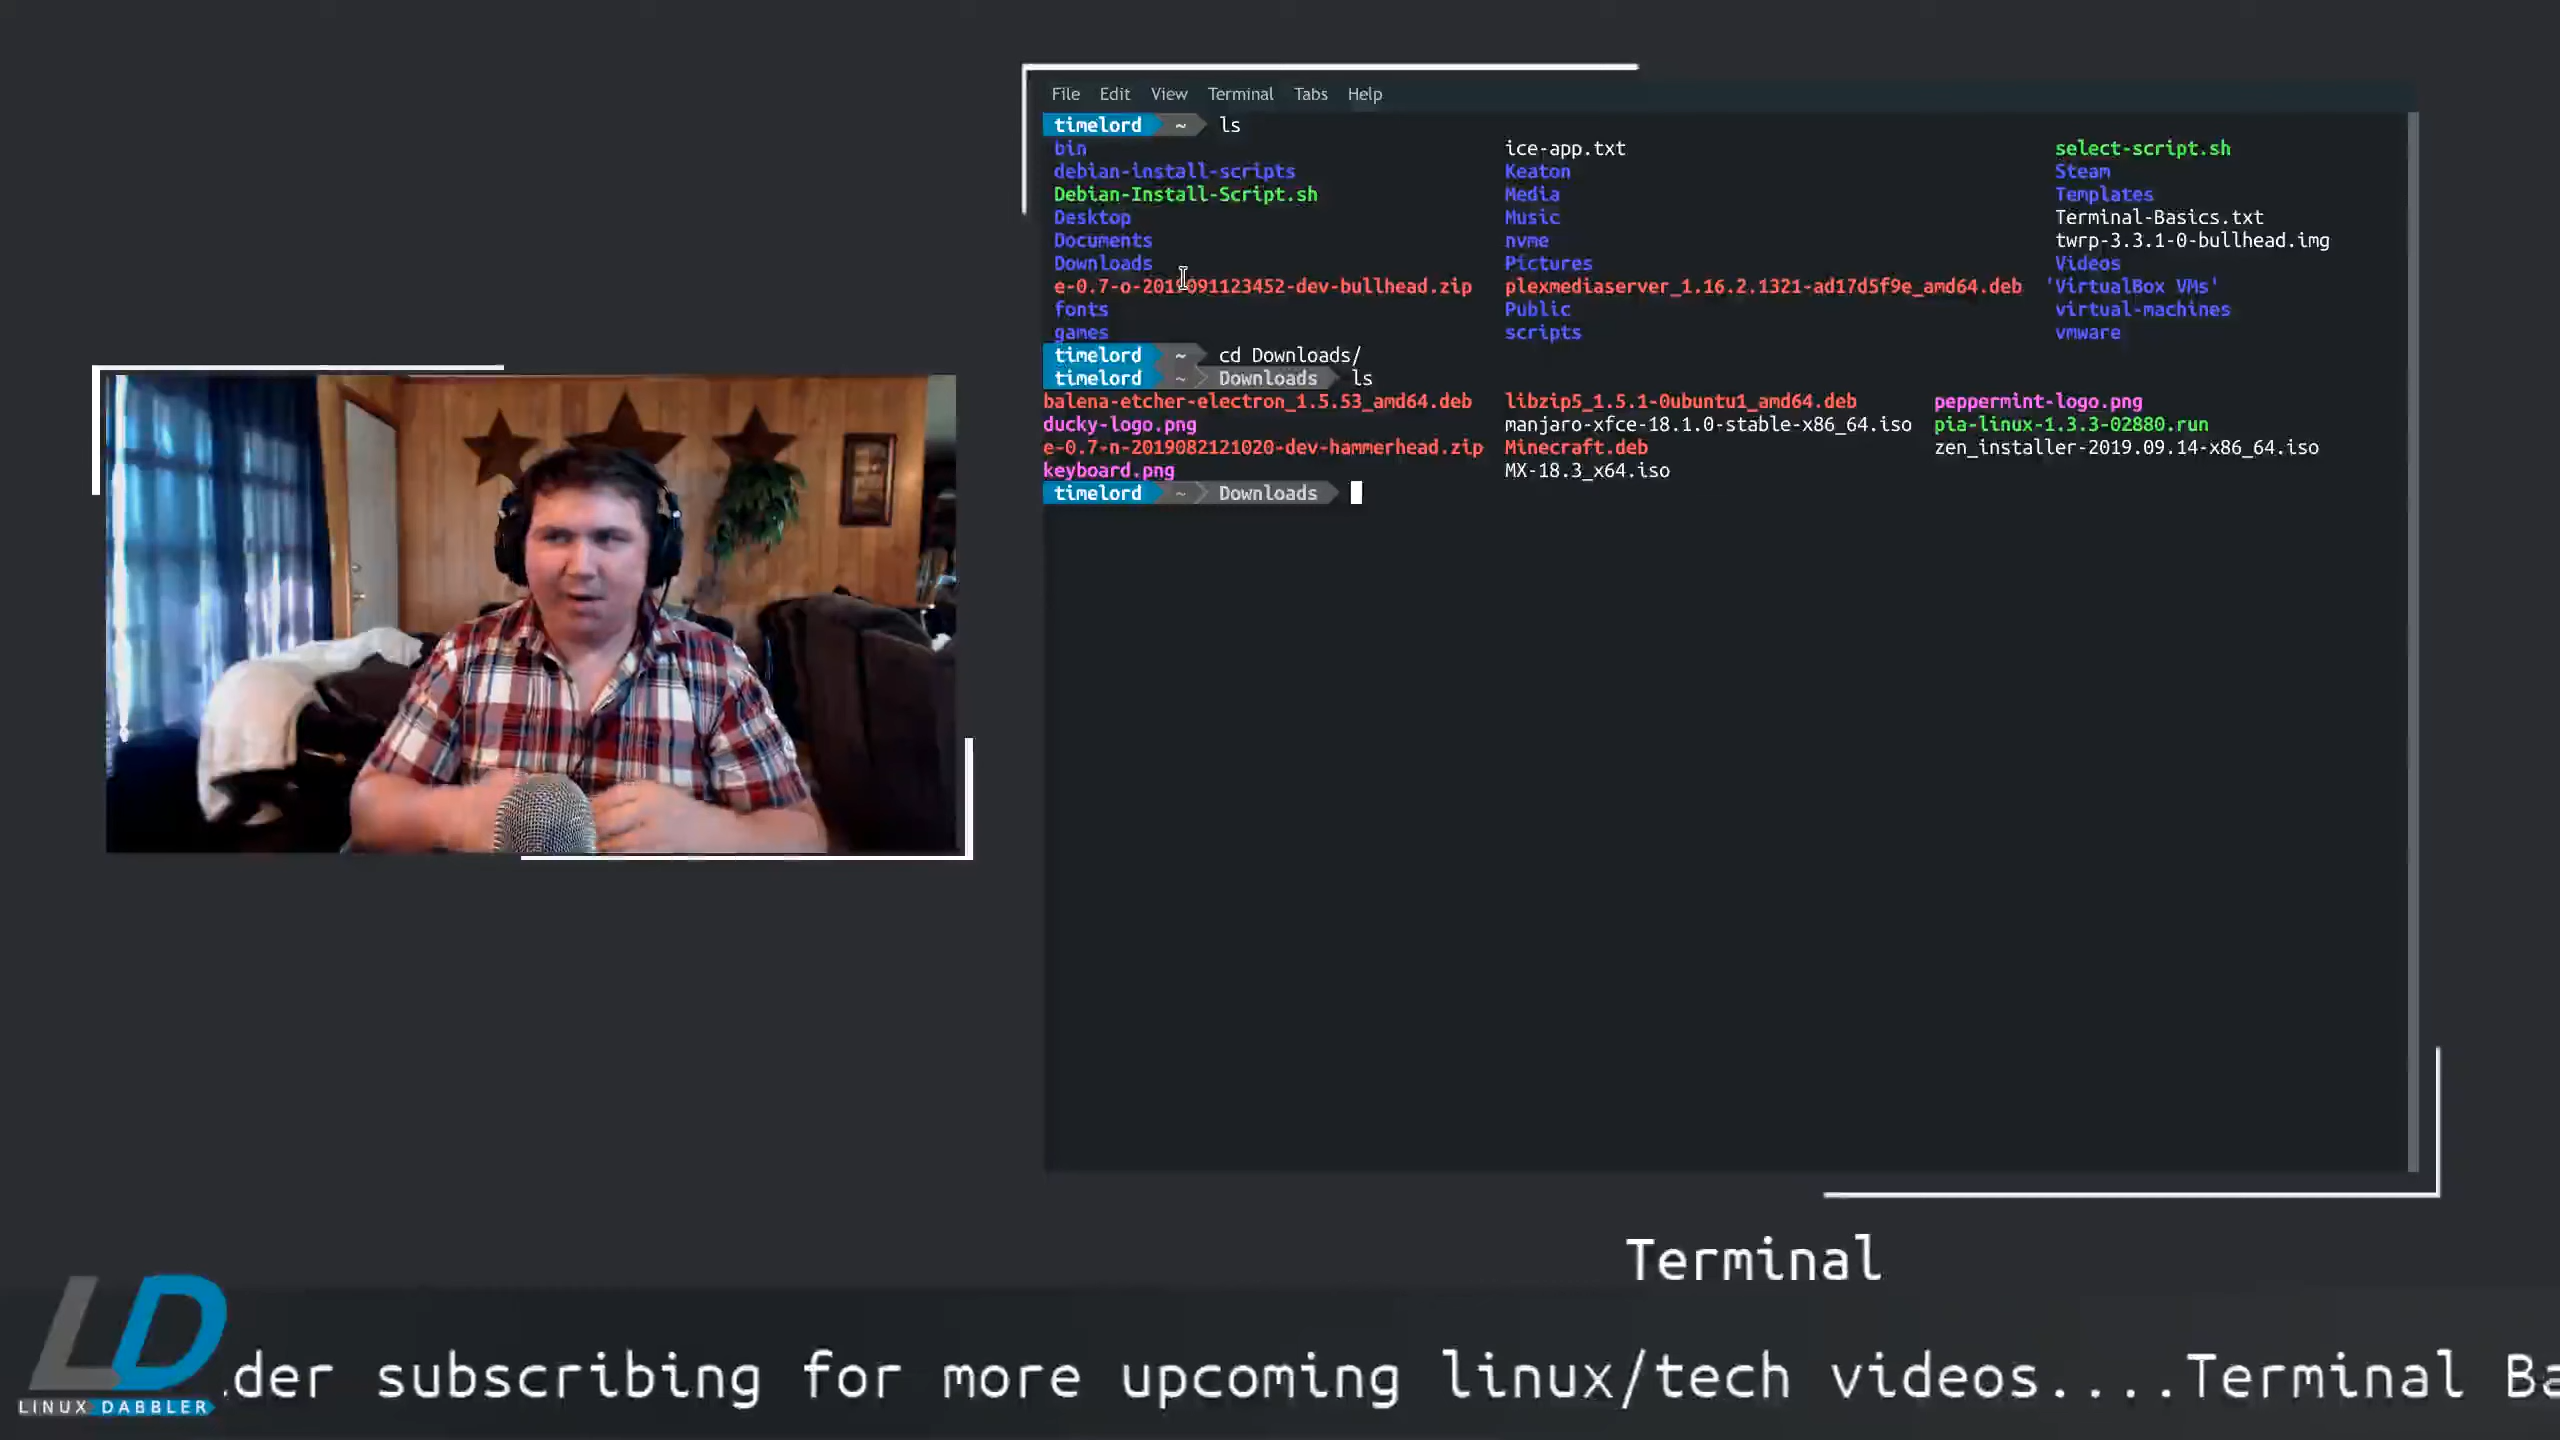 File Edit View Terminal Tabs Help
timelord ~ ls
bin ice-app.txt select-script.sh
debian-install-scripts Keaton Steam
Debian-Install-Script.sh Media Templates
Desktop Music Terminal-Basics.txt
Documents nvme twrp-3.3.1-0-bullhead.img
Downloads Pictures Videos
e-0.7-o-2019091123452-dev-bullhead.zip plexmediaserver_1.16.2.1321-ad17d5f9e_amd64.deb 'VirtualBox VMs'
fonts Public virtual-machines
games scripts vmware
timelord ~ cd Downloads/
timelord ~ Downloads ls
balena-etcher-electron_1.5.53_amd64.deb libzip5_1.5.1-0ubuntu1_amd64.deb peppermint-logo.png
ducky-logo.png manjaro-xfce-18.1.0-stable-x86_64.iso pia-linux-1.3.3-02880.run
e-0.7-n-2019082121020-dev-hammerhead.zip Minecraft.deb zen_installer-2019.09.14-x86_64.iso
keyboard.png MX-18.3_x64.iso
timelord ~ Downloads
Terminal
LD
LINUX DABBLER
der subscribing for more upcoming linux/tech videos....Terminal Ba